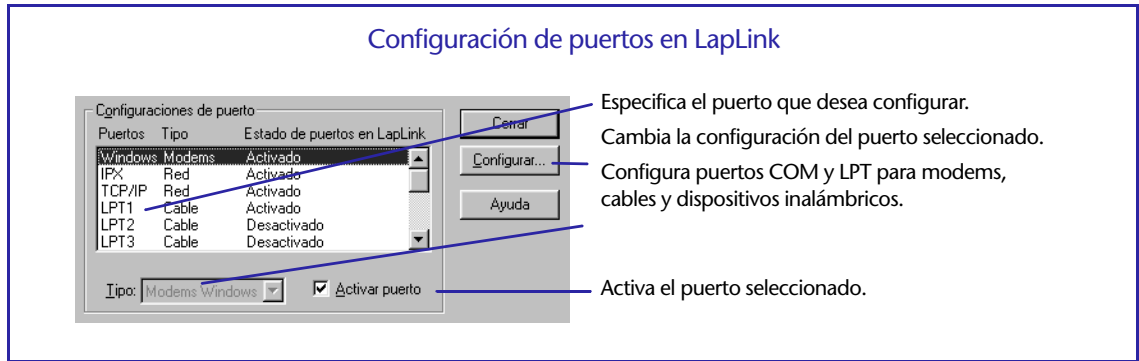 Configuración de puertos en LapLink
Configuraciones de puerto
Puertos Tipo Estado de puertos en LapLink
Windows Modems Activado
IPX Red Activado
TCP/IP Red Activado
LPT1 Cable Activado
LPT2 Cable Desactivado
LPT3 Cable Desactivado
Tipo: Modems Windows
Activar puerto
Cerrar
Configurar...
Ayuda
Especifica el puerto que desea configurar.
Cambia la configuración del puerto seleccionado.
Configura puertos COM y LPT para modems,
cables y dispositivos inalámbricos.
Activa el puerto seleccionado.